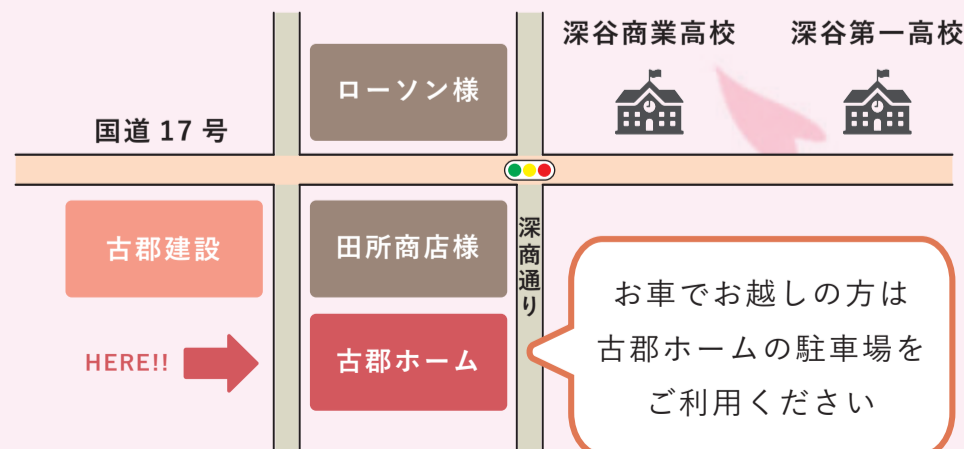 深谷商業高校
深谷第一高校
ローソン様
国道 17 号
古郡建設
田所商店様
深商通り
HERE!!
古郡ホーム
お車でお越しの方は
古郡ホームの駐車場を
ご利用ください